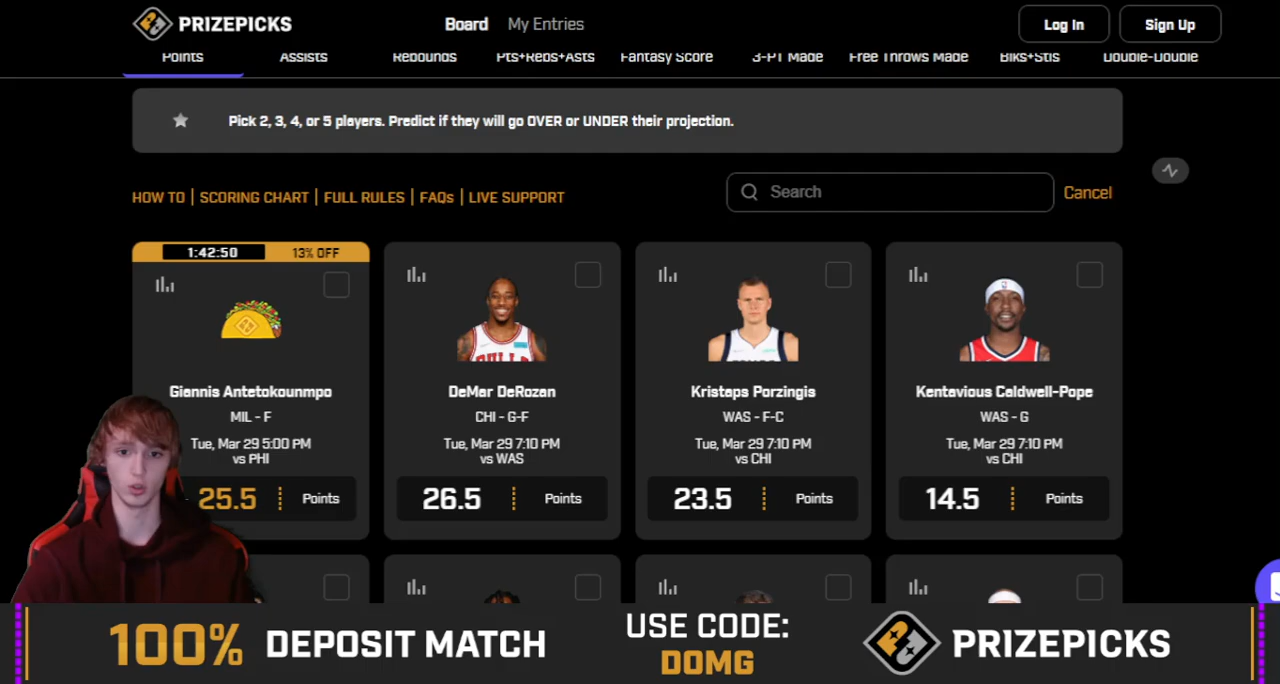 PRIZEPICKS
Board
My Entries
Log In
Sign Up
Points
Assists
Rebounds
Pts+Rebs+Asts
Fantasy Score
3-PT Made
Free Throws Made
Blks+Stls
Double-Double
Pick 2, 3, 4, or 5 players. Predict if they will go OVER or UNDER their projection.
HOW TO | SCORING CHART | FULL RULES | FAQs | LIVE SUPPORT
Search
Cancel
1:42:50
13% OFF
Giannis Antetokounmpo
MIL - F
Tue, Mar 29 5:00 PM
vs PHI
25.5
Points
DeMar DeRozan
CHI - G-F
Tue, Mar 29 7:10 PM
vs WAS
26.5
Points
Kristaps Porzingis
WAS - F-C
Tue, Mar 29 7:10 PM
vs CHI
23.5
Points
Kentavious Caldwell-Pope
WAS - G
Tue, Mar 29 7:10 PM
vs CHI
14.5
Points
100% DEPOSIT MATCH
USE CODE:
DOMG
PRIZEPICKS